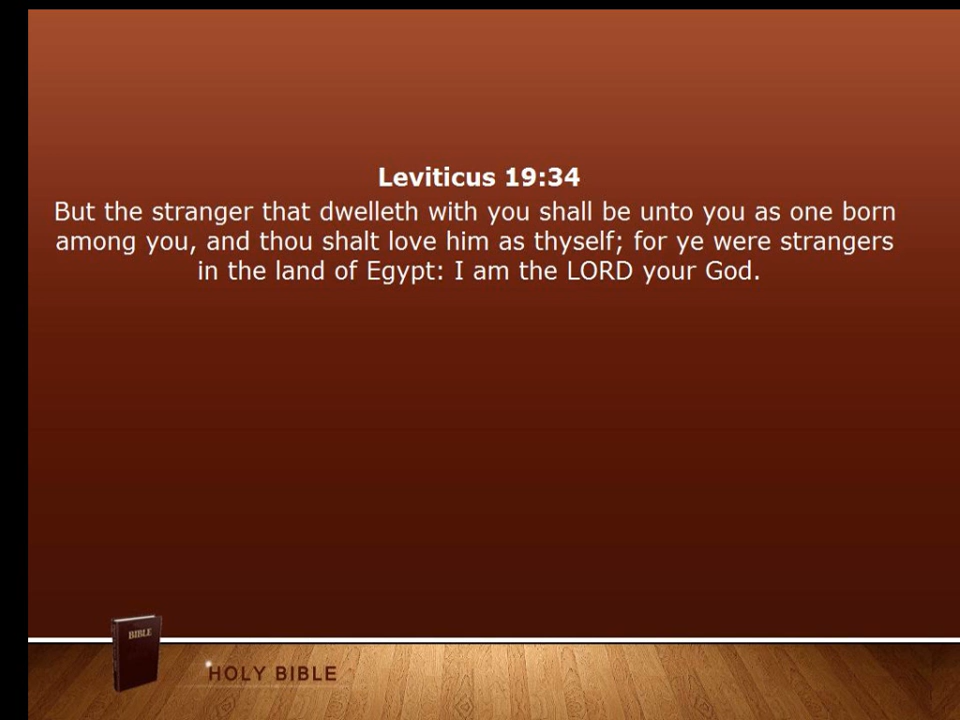 Leviticus 19:34
But the stranger that dwelleth with you shall be unto you as one born
among you, and thou shalt love him as thyself; for ye were strangers
in the land of Egypt: I am the LORD your God.
BIBLE
HOLY BIBLE